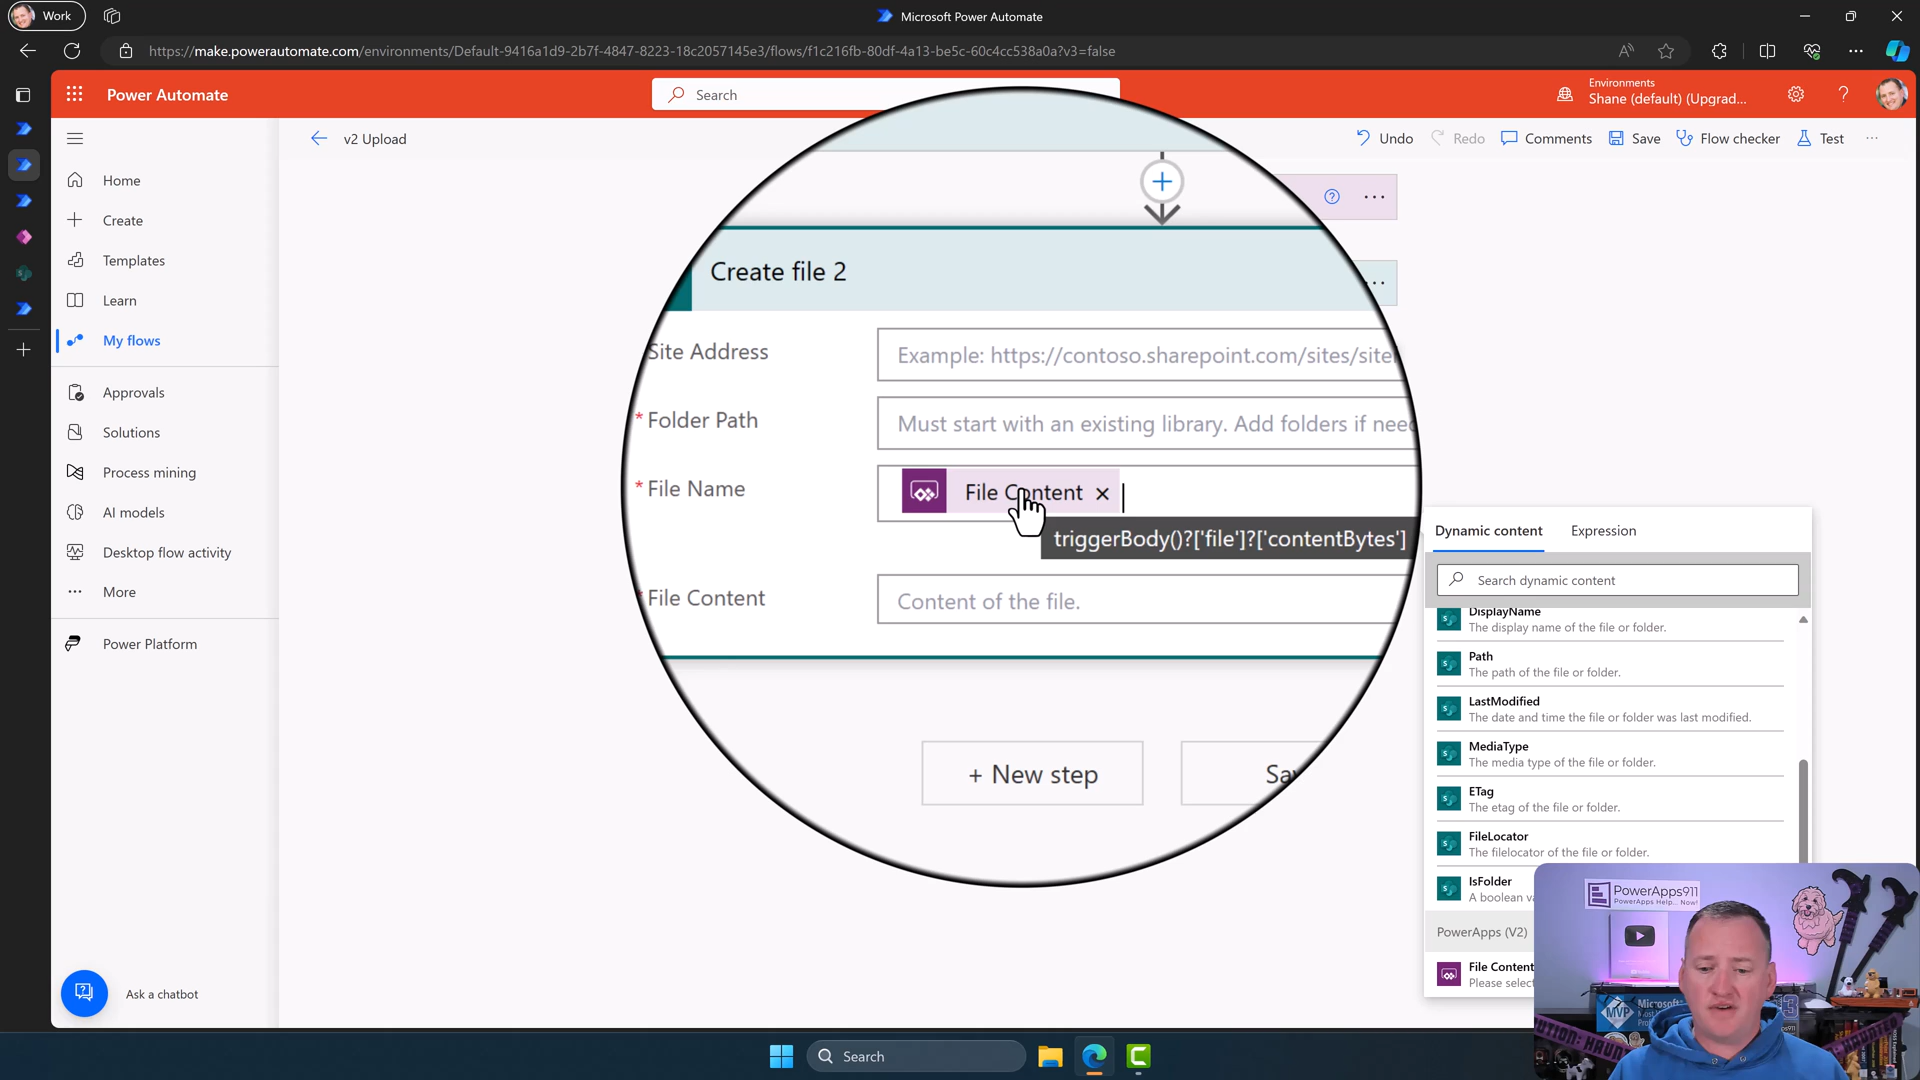 Work
Microsoft Power Automate
https://make.powerautomate.com/environments/Default-9416a1d9-2b7f-4847-8223-18c2057145e3/flows/f1c216fb-80df-4a13-be5c-60c4cc538a0a?v3=false
Power Automate
Search
Environments
Shane (default) (Upgrad...
v2 Upload
Undo
Redo
Comments
Save
Flow checker
Test
Home
Create
Templates
Learn
My flows
Approvals
Solutions
Process mining
AI models
Desktop flow activity
More
Power Platform
Ask a chatbot
Create file 2
Site Address
Example: https://contoso.sharepoint.com/sites/site
* Folder Path
Must start with an existing library. Add folders if need
* File Name
File Content
triggerBody()?['file']?['contentBytes']
* File Content
Content of the file.
+ New step
Dynamic content
Expression
Search dynamic content
DisplayName
The display name of the file or folder.
Path
The path of the file or folder.
LastModified
The date and time the file or folder was last modified.
MediaType
The media type of the file or folder.
ETag
The etag of the file or folder.
FileLocator
The filelocator of the file or folder.
IsFolder
A boolean
PowerApps (V2)
File Content
Please select
PowerApps911
PowerApps Help... Now!
Microsoft
MVP
Search